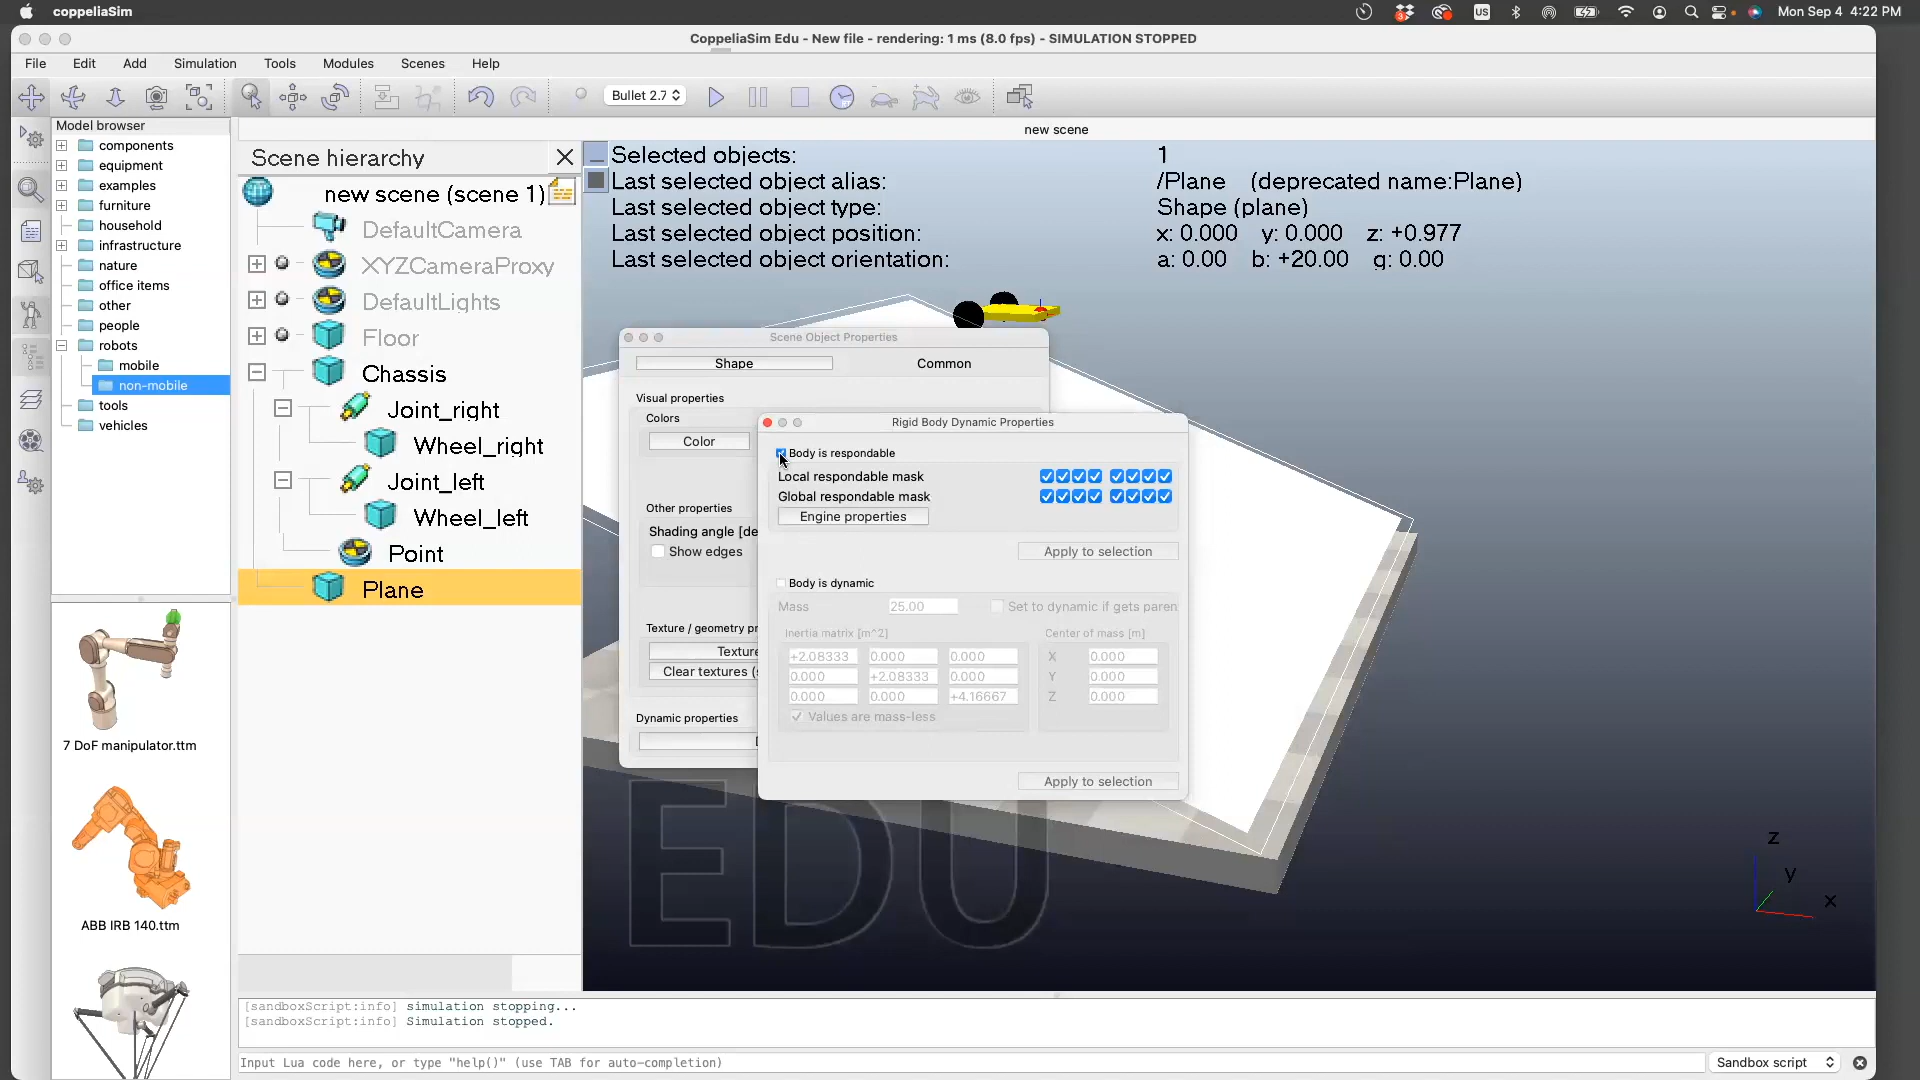 coppeliaSim
US
Mon Sep 4 4:22 PM
CoppeliaSim Edu - New file - rendering: 1 ms (8.0 fps) - SIMULATION STOPPED
File Edit Add Simulation Tools Modules Scenes Help
Bullet 2.7
Model browser
new scene
components
equipment
examples
furniture
household
infrastructure
nature
office items
other
people
robots
mobile
non-mobile
tools
vehicles
7 DoF manipulator.ttm
ABB IRB 140.ttm
Scene hierarchy
new scene (scene 1)
DefaultCamera
XYZCameraProxy
DefaultLights
Floor
Chassis
Joint_right
Wheel_right
Joint_left
Wheel_left
Point
Plane
Selected objects: 1
Last selected object alias: /Plane (deprecated name:Plane)
Last selected object type: Shape (plane)
Last selected object position: x: 0.000 y: 0.000 z: +0.977
Last selected object orientation: a: 0.00 b: +20.00 g: 0.00
Scene Object Properties
Shape Common
Visual properties
Colors
Color
Other properties
Shading angle [de
Show edges
Texture / geometry pr
Texture
Clear textures (s
Dynamic properties
Rigid Body Dynamic Properties
Body is respondable
Local respondable mask
Global respondable mask
Engine properties
Apply to selection
Body is dynamic
Mass 25.00 Set to dynamic if gets paren
Inertia matrix [m^2] Center of mass [m]
+2.08333 0.000 0.000 X 0.000
0.000 +2.08333 0.000 Y 0.000
0.000 0.000 +4.16667 Z 0.000
Values are mass-less
Apply to selection
EDU
z
y
x
[sandboxScript:info] simulation stopping...
[sandboxScript:info] Simulation stopped.
Input Lua code here, or type "help()" (use TAB for auto-completion)
Sandbox script